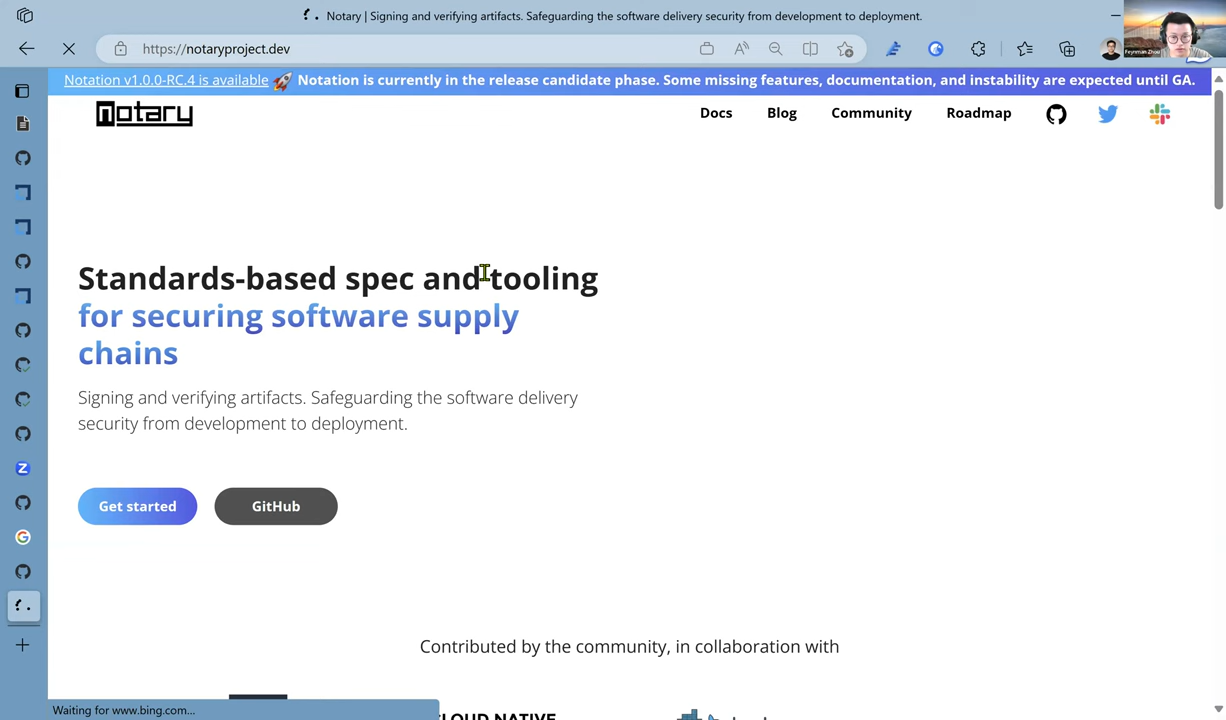 Notary | Signing and verifying artifacts. Safeguarding the software delivery security from development to deployment.
https://notaryproject.dev
Feynman Zhou
Notation v1.0.0-RC.4 is available 🚀 Notation is currently in the release candidate phase. Some missing features, documentation, and instability are expected until GA.
notary
Docs Blog Community Roadmap
Standards-based spec and tooling
for securing software supply
chains
Signing and verifying artifacts. Safeguarding the software delivery
security from development to deployment.
Get started GitHub
Contributed by the community, in collaboration with
CLOUD NATIVE
Waiting for www.bing.com...